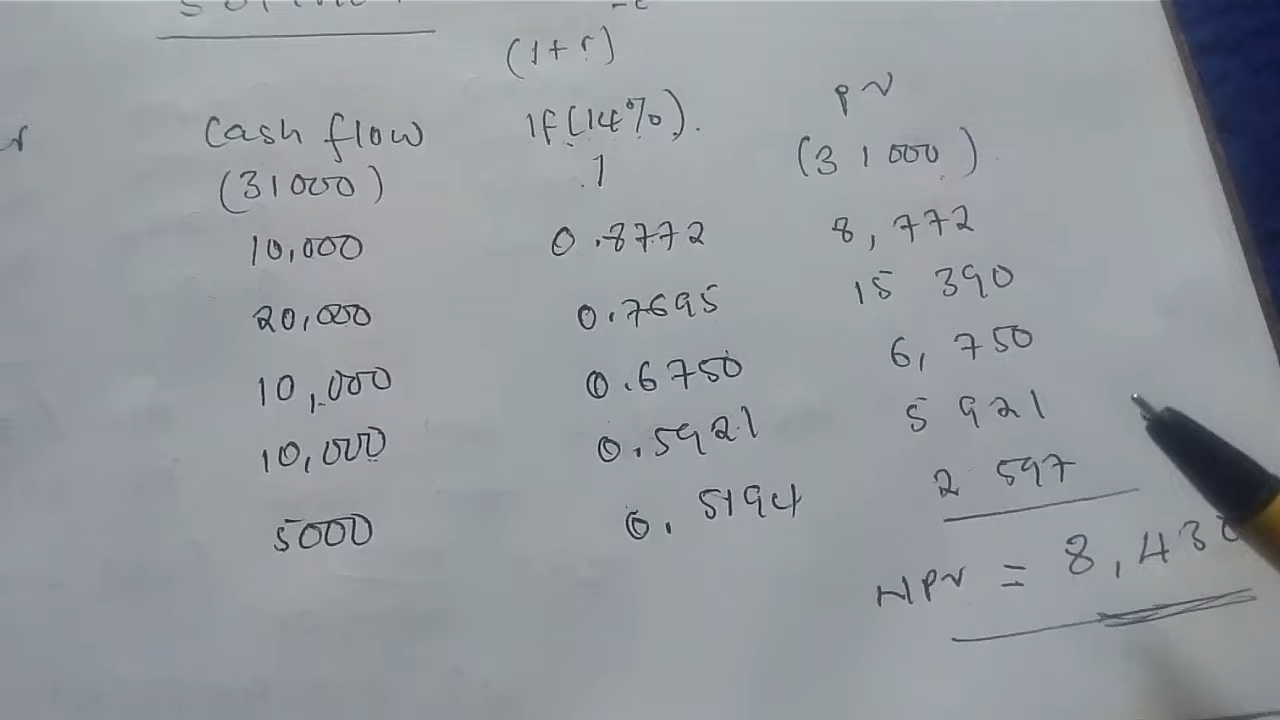 (1+r)
Cash flow If(14%). PV
(31000) .1 (31 000)
10,000 0.8772 8,772
20,000 0.7695 15 390
10,000 0.6750 6, 750
10,000 0.5921 5 921
5000 0.5194 2 597
NPV = 8,430